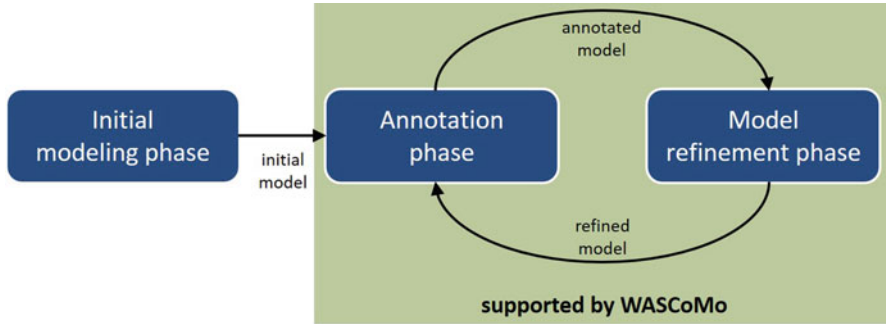 Initial
modeling phase
initial
model
Annotation
phase
annotated
model
Model
refinement phase
refined
model
supported by WASCoMo